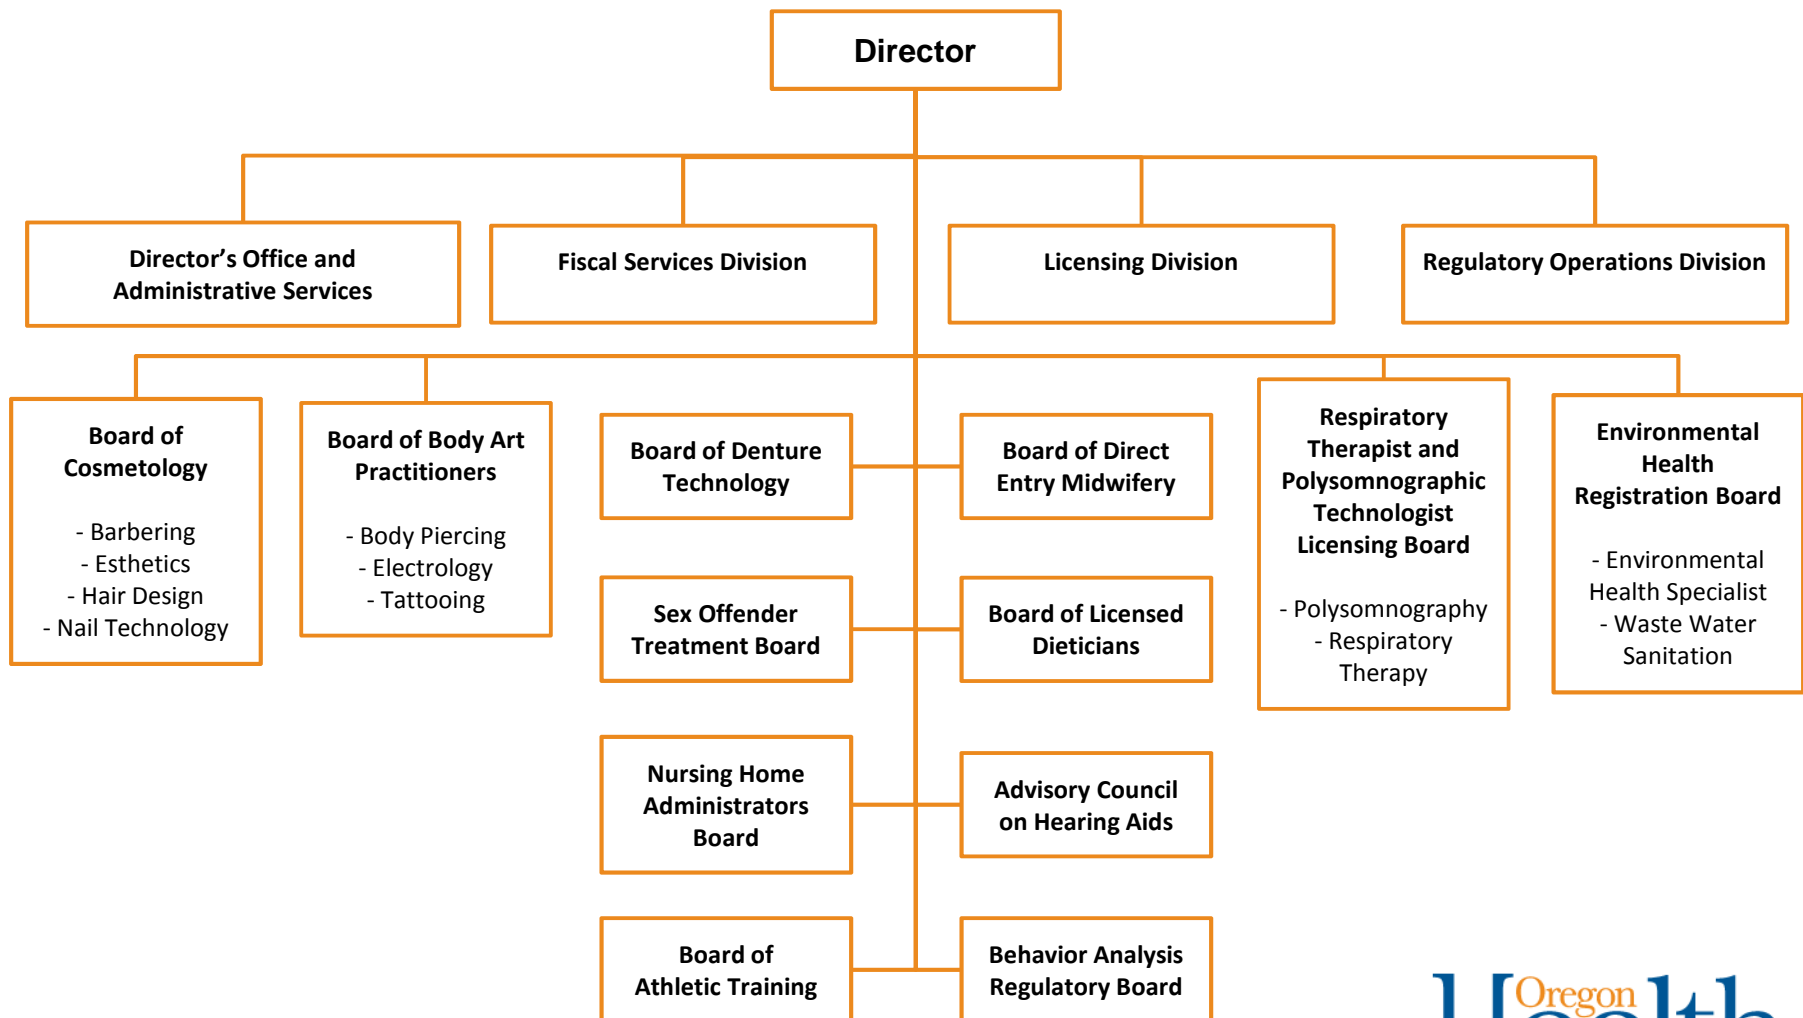 Director
Director’s Office and
Administrative Services
Fiscal Services Division
Licensing Division
Regulatory Operations Division
Board of
Cosmetology
- Barbering
- Esthetics
- Hair Design
- Nail Technology
Board of Body Art
Practitioners
- Body Piercing
- Electrology
- Tattooing
Board of Denture
Technology
Board of Direct
Entry Midwifery
Respiratory
Therapist and
Polysomnographic
Technologist
Licensing Board
- Polysomnography
- Respiratory
Therapy
Environmental
Health
Registration Board
- Environmental
Health Specialist
- Waste Water
Sanitation
Sex Offender
Treatment Board
Board of Licensed
Dieticians
Nursing Home
Administrators
Board
Advisory Council
on Hearing Aids
Board of
Athletic Training
Behavior Analysis
Regulatory Board
Oregon
Health